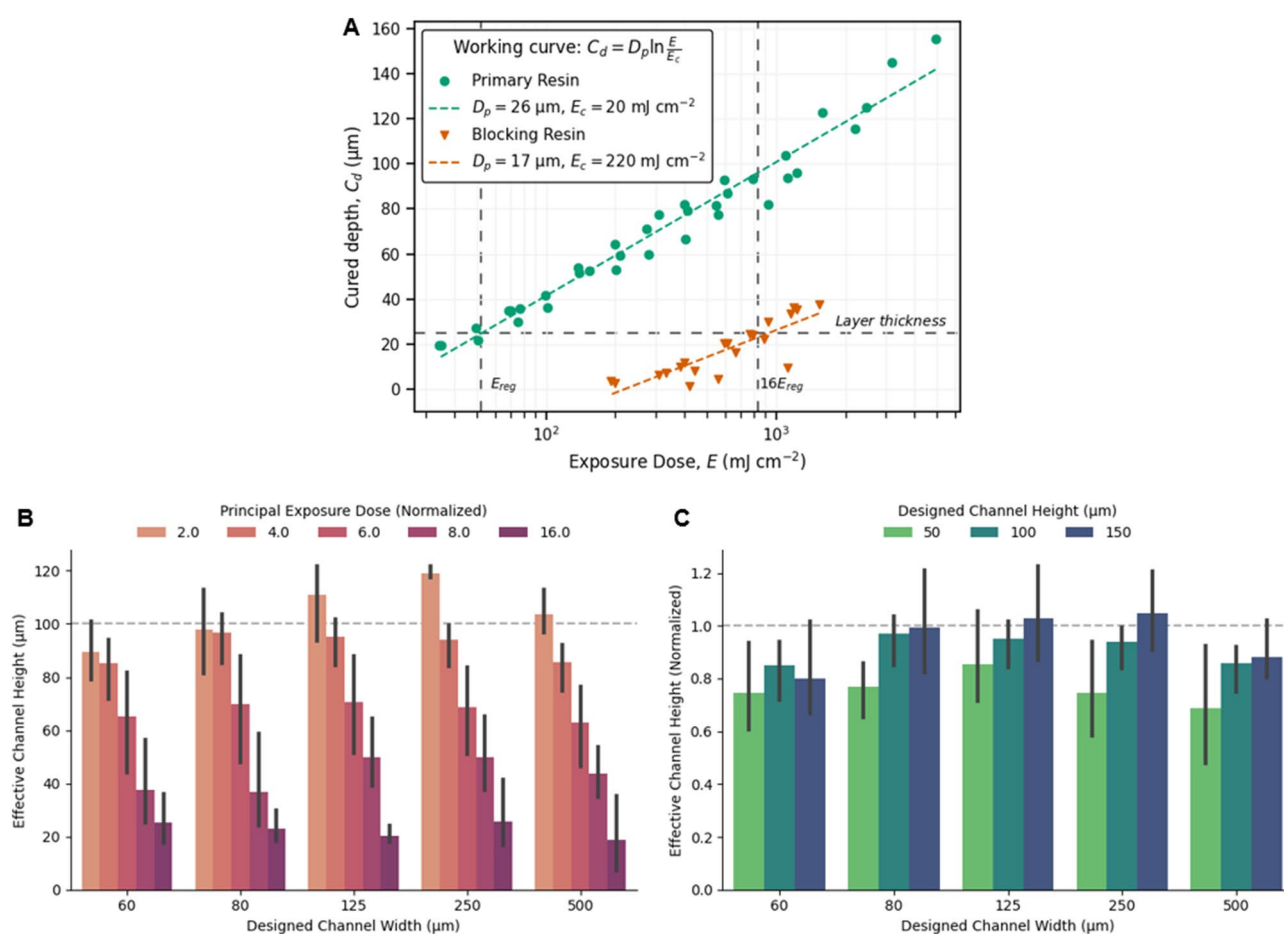 A
Working curve: C_d = D_p ln E/E_c
Primary Resin
D_p = 26 μm, E_c = 20 mJ cm⁻²
Blocking Resin
D_p = 17 μm, E_c = 220 mJ cm⁻²
160
140
120
100
80
60
40
20
0
Cured depth, C_d (μm)
Layer thickness
E_reg
16E_reg
10²
10³
Exposure Dose, E (mJ cm⁻²)
B
Principal Exposure Dose (Normalized)
2.0 4.0 6.0 8.0 16.0
120
100
80
60
40
20
0
Effective Channel Height (μm)
60 80 125 250 500
Designed Channel Width (μm)
C
Designed Channel Height (μm)
50 100 150
1.2
1.0
0.8
0.6
0.4
0.2
0.0
Effective Channel Height (Normalized)
60 80 125 250 500
Designed Channel Width (μm)